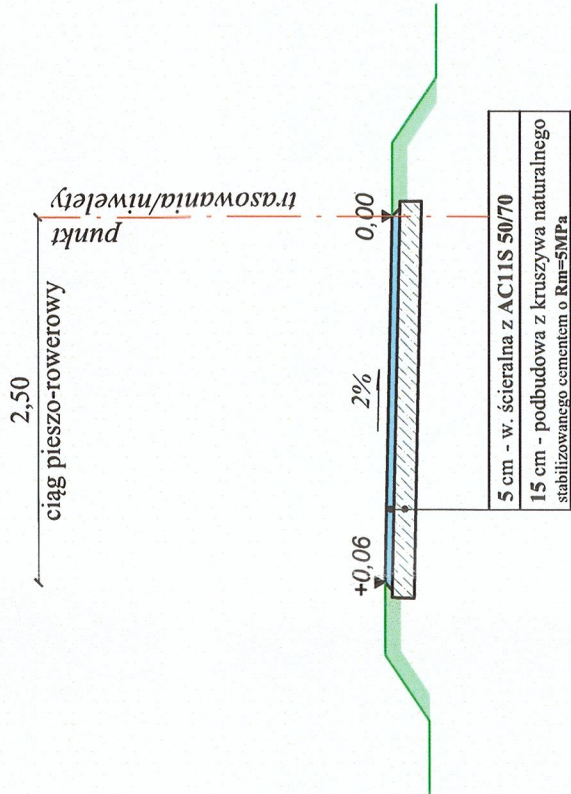 2,50
ciąg pieszo-rowerowy
punkt
trasowania/niwelety
+0,06
2%
0,00
5 cm - w. ścieralna z AC11S 50/70
15 cm - podbudowa z kruszywa naturalnego
stabilizowanego cementem o Rm=5MPa